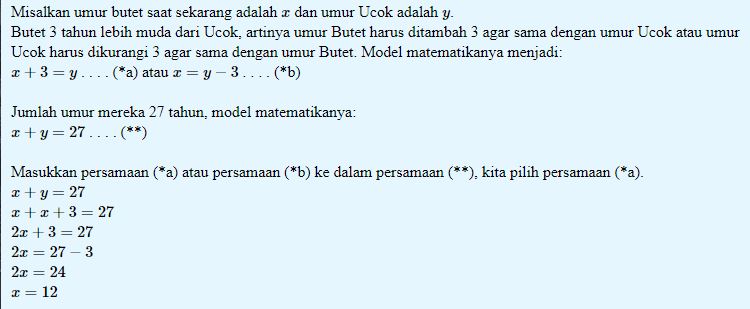 Misalkan umur butet saat sekarang adalah x dan umur Ucok adalah y.
Butet 3 tahun lebih muda dari Ucok, artinya umur Butet harus ditambah 3 agar sama dengan umur Ucok atau umur
Ucok harus dikurangi 3 agar sama dengan umur Butet. Model matematikanya menjadi:
x + 3 = y . . . . (*a) atau x = y − 3 . . . . (*b)
Jumlah umur mereka 27 tahun, model matematikanya:
x + y = 27 . . . . (**)
Masukkan persamaan (*a) atau persamaan (*b) ke dalam persamaan (**), kita pilih persamaan (*a).
x + y = 27
x + x + 3 = 27
2x + 3 = 27
2x = 27 − 3
2x = 24
x = 12